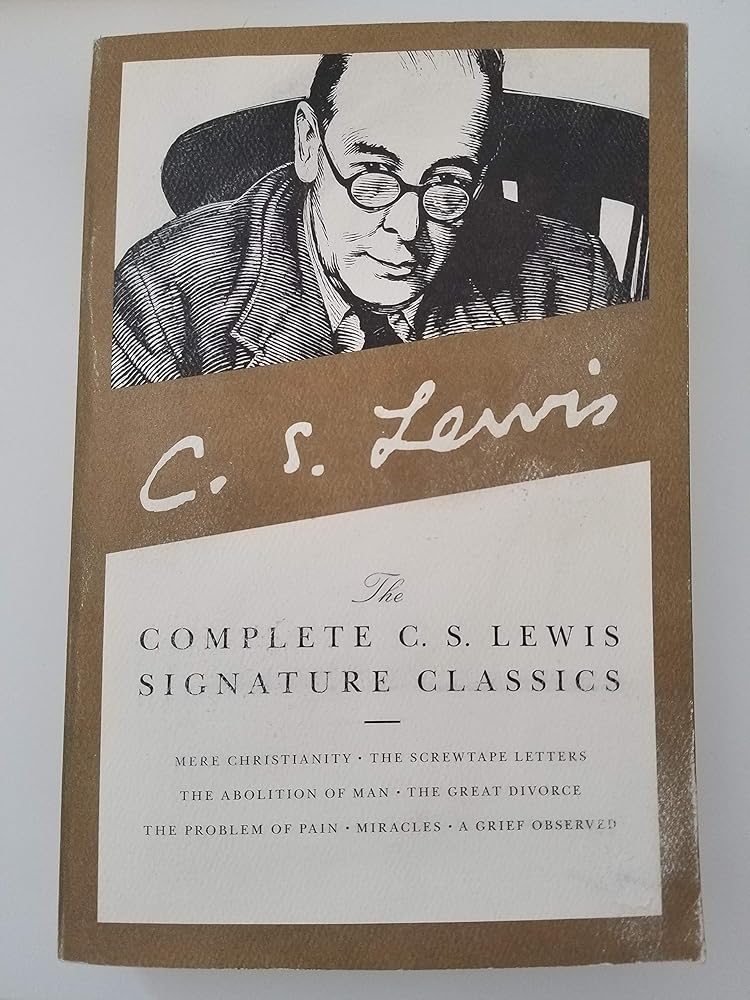 C. S. Lewis
The
COMPLETE C. S. LEWIS
SIGNATURE CLASSICS
MERE CHRISTIANITY · THE SCREWTAPE LETTERS
THE ABOLITION OF MAN · THE GREAT DIVORCE
THE PROBLEM OF PAIN · MIRACLES · A GRIEF OBSERVED